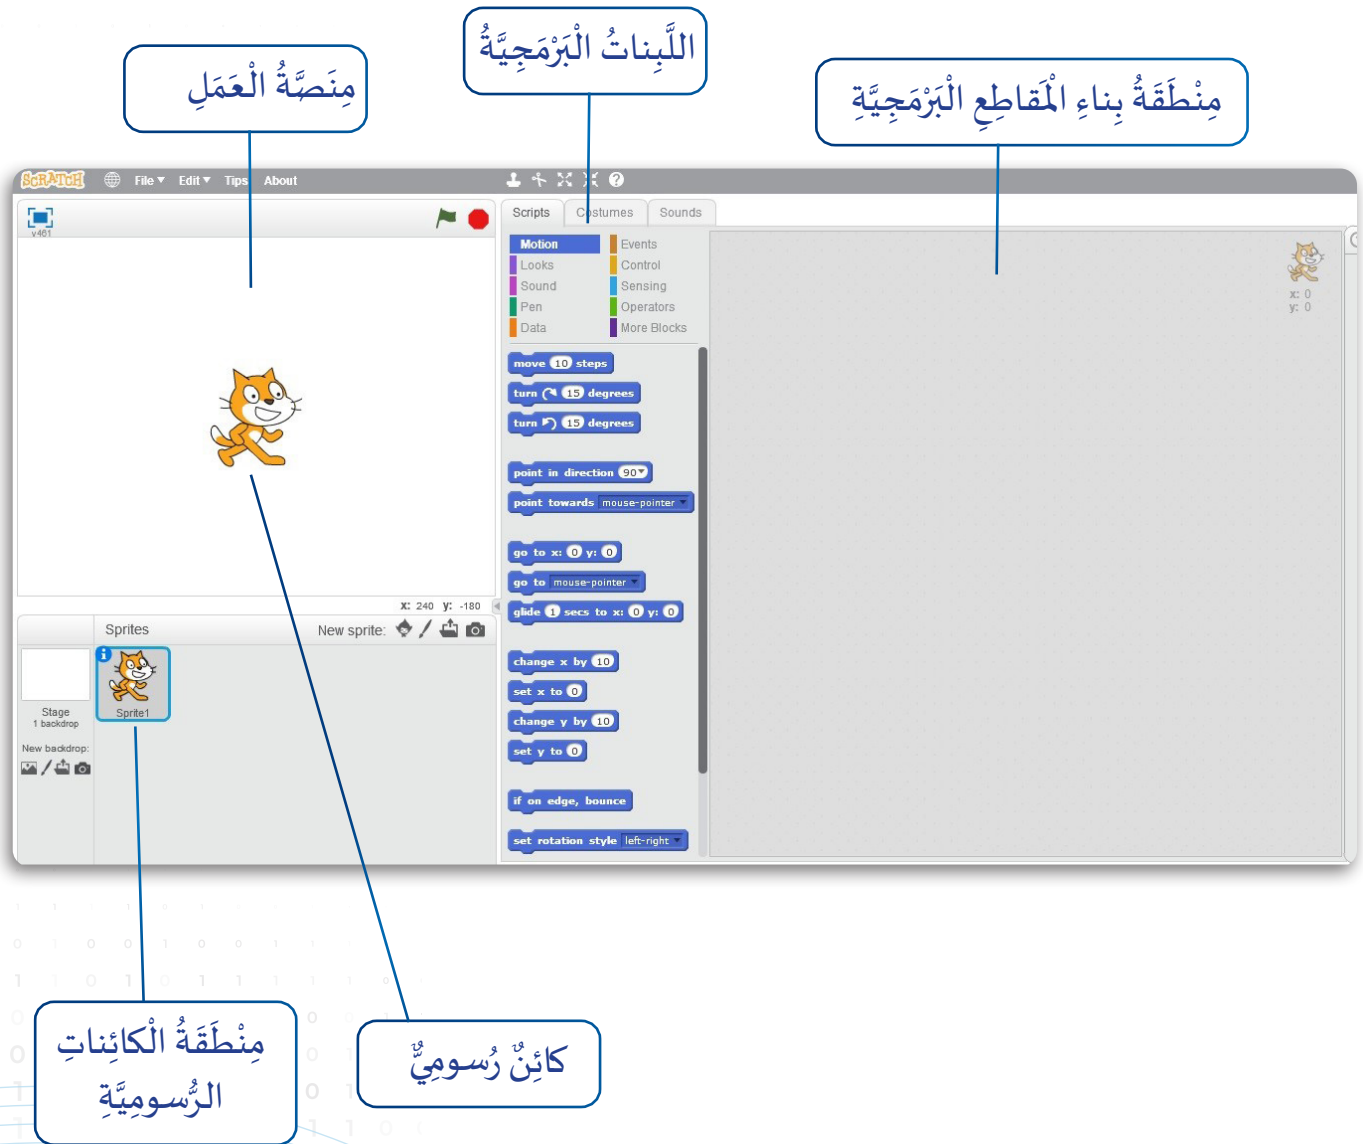 اللَّبِناتُ الْبَرْمَجِيَّةُ
مِنَصَّةُ الْعَمَلِ
مِنْطَقَةُ بِناءِ الْمَقاطِعِ الْبَرْمَجِيَّةِ
SCRATCH File Edit Tips About
v461
Scripts Costumes Sounds
Motion Events
Looks Control
Sound Sensing
Pen Operators
Data More Blocks
x: 0
y: 0
move 10 steps
turn 15 degrees
turn 15 degrees
point in direction 90
point towards mouse-pointer
go to x: 0 y: 0
go to mouse-pointer
glide 1 secs to x: 0 y: 0
change x by 10
set x to 0
change y by 10
set y to 0
if on edge, bounce
set rotation style left-right
X: 240 y: -180
Sprites New sprite:
Stage
1 backdrop
Sprite1
New backdrop:
مِنْطَقَةُ الْكائِناتِ
الرُّسومِيَّةِ
كائِنٌ رُسومِيٌّ